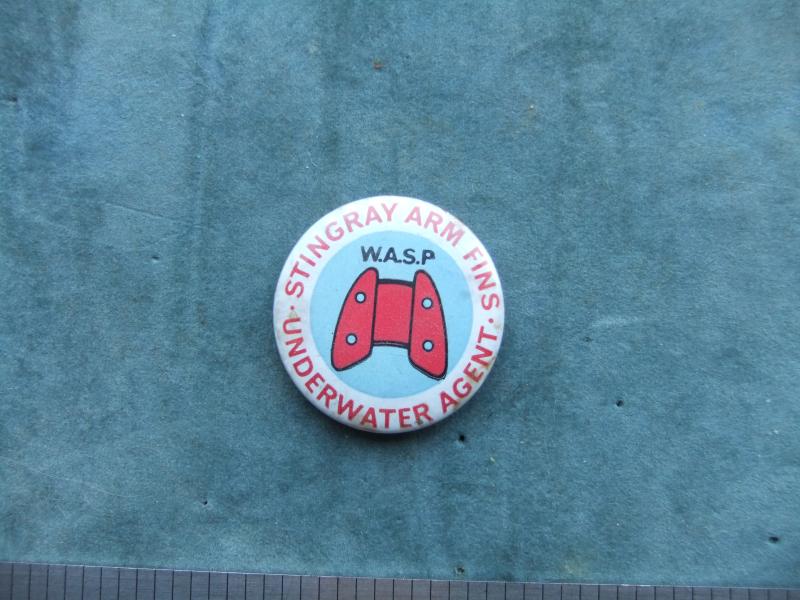 · STINGRAY ARM FINS ·
W.A.S.P
UNDERWATER AGENT